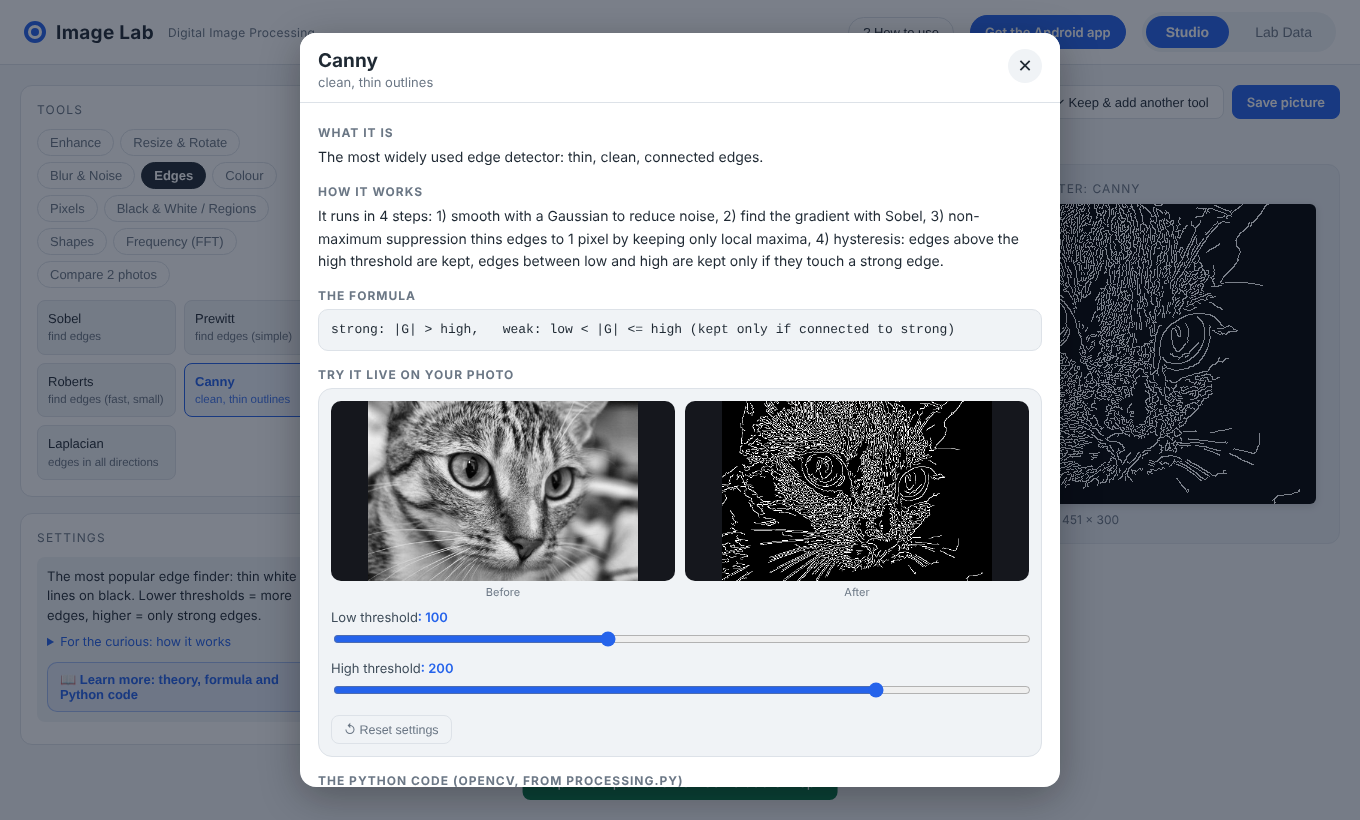 Image Lab
Digital Image Processing
? How to use
Get the Android app
Studio
Lab Data
TOOLS
Enhance
Resize & Rotate
Blur & Noise
Edges
Colour
Pixels
Black & White / Regions
Shapes
Frequency (FFT)
Compare 2 photos
Sobel
find edges
Prewitt
find edges (simple)
Roberts
find edges (fast, small)
Canny
clean, thin outlines
Laplacian
edges in all directions
SETTINGS
The most popular edge finder: thin white
lines on black. Lower thresholds = more
edges, higher = only strong edges.
▶ For the curious: how it works
📖 Learn more: theory, formula and
Python code
Canny
clean, thin outlines
✕
WHAT IT IS
The most widely used edge detector: thin, clean, connected edges.
HOW IT WORKS
It runs in 4 steps: 1) smooth with a Gaussian to reduce noise, 2) find the gradient with Sobel, 3) non-
maximum suppression thins edges to 1 pixel by keeping only local maxima, 4) hysteresis: edges above the
high threshold are kept, edges between low and high are kept only if they touch a strong edge.
THE FORMULA
strong: |G| > high,   weak: low < |G| <= high (kept only if connected to strong)
TRY IT LIVE ON YOUR PHOTO
Before
After
Low threshold: 100
High threshold: 200
↺ Reset settings
THE PYTHON CODE (OPENCV, FROM PROCESSING.PY)
Keep & add another tool
Save picture
TER: CANNY
451 × 300